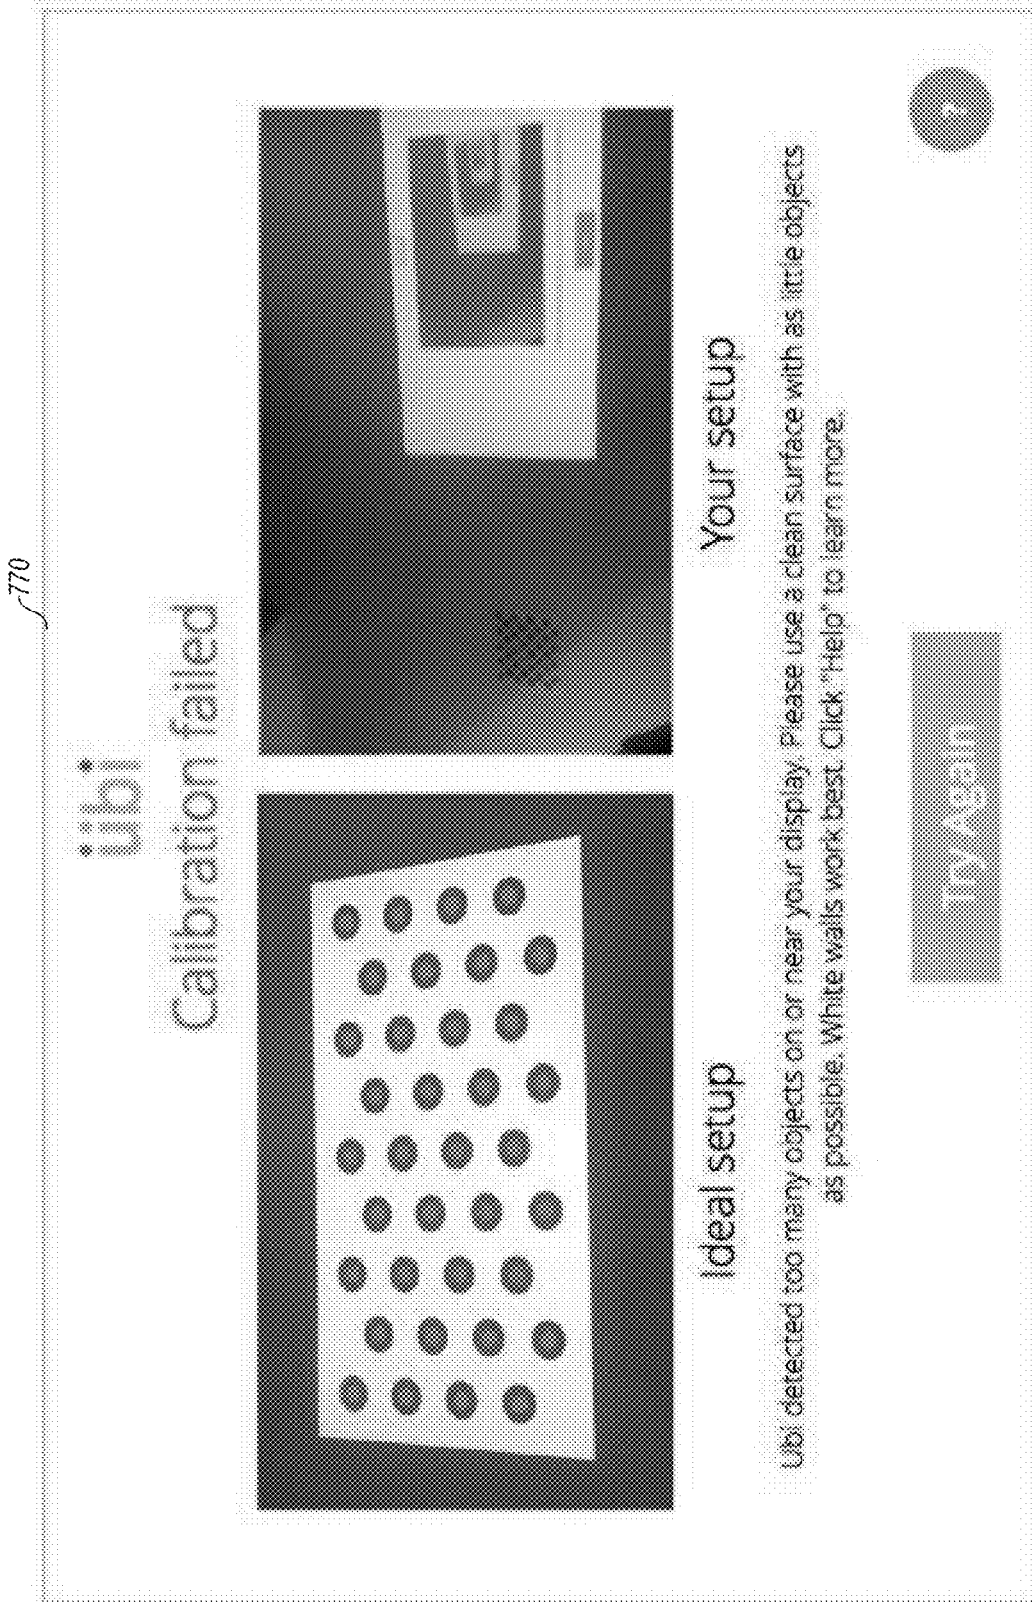 770
übi
Calibration failed
Ideal setup
Your setup
Ubi detected too many objects on or near your display. Please use a clean surface with as little objects
as possible. White walls work best. Click "Help" to learn more.
Try Again
?